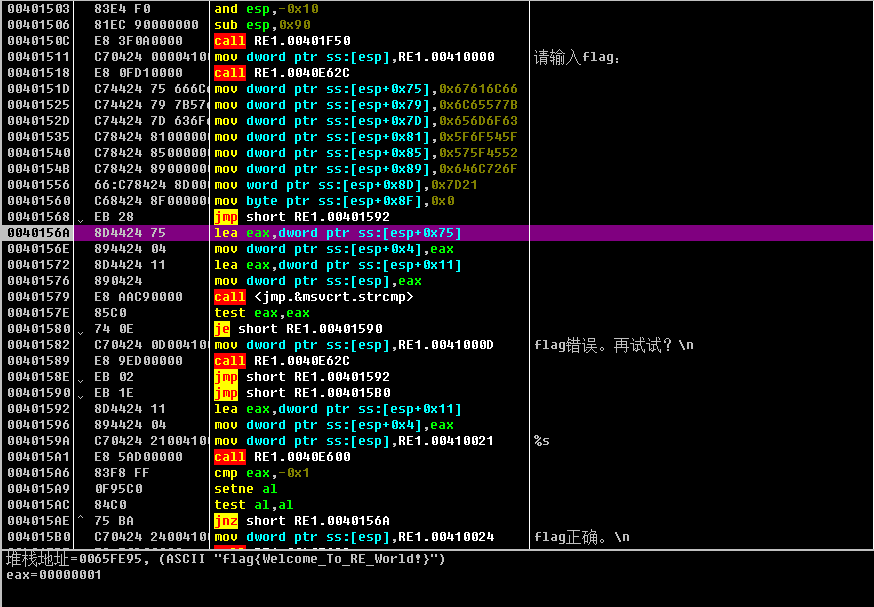 00401503 83E4 F0 and esp,-0x10
00401506 81EC 90000000 sub esp,0x90
0040150C E8 3F0A0000 call RE1.00401F50
00401511 C70424 00004100 mov dword ptr ss:[esp],RE1.00410000 请输入flag:
00401518 E8 0FD10000 call RE1.0040E62C
0040151D C74424 75 666C6 mov dword ptr ss:[esp+0x75],0x67616C66
00401525 C74424 79 7B576 mov dword ptr ss:[esp+0x79],0x6C65577B
0040152D C74424 7D 636F6 mov dword ptr ss:[esp+0x7D],0x656D6F63
00401535 C78424 81000000 mov dword ptr ss:[esp+0x81],0x5F6F545F
00401540 C78424 85000000 mov dword ptr ss:[esp+0x85],0x575F4552
0040154B C78424 89000000 mov dword ptr ss:[esp+0x89],0x646C726F
00401556 66:C78424 8D000 mov word ptr ss:[esp+0x8D],0x7D21
00401560 C68424 8F000000 mov byte ptr ss:[esp+0x8F],0x0
00401568 EB 28 jmp short RE1.00401592
0040156A 8D4424 75 lea eax,dword ptr ss:[esp+0x75]
0040156E 894424 04 mov dword ptr ss:[esp+0x4],eax
00401572 8D4424 11 lea eax,dword ptr ss:[esp+0x11]
00401576 890424 mov dword ptr ss:[esp],eax
00401579 E8 AAC90000 call <jmp.&msvcrt.strcmp>
0040157E 85C0 test eax,eax
00401580 74 0E je short RE1.00401590
00401582 C70424 0D004100 mov dword ptr ss:[esp],RE1.0041000D flag错误。再试试？\n
00401589 E8 9ED00000 call RE1.0040E62C
0040158E EB 02 jmp short RE1.00401592
00401590 EB 1E jmp short RE1.004015B0
00401592 8D4424 11 lea eax,dword ptr ss:[esp+0x11]
00401596 894424 04 mov dword ptr ss:[esp+0x4],eax
0040159A C70424 21004100 mov dword ptr ss:[esp],RE1.00410021 %s
004015A1 E8 5AD00000 call RE1.0040E600
004015A6 83F8 FF cmp eax,-0x1
004015A9 0F95C0 setne al
004015AC 84C0 test al,al
004015AE 75 BA jnz short RE1.0040156A
004015B0 C70424 24004100 mov dword ptr ss:[esp],RE1.00410024 flag正确。\n
堆栈地址=0065FE95, (ASCII "flag{Welcome_To_RE_World!}")
eax=00000001